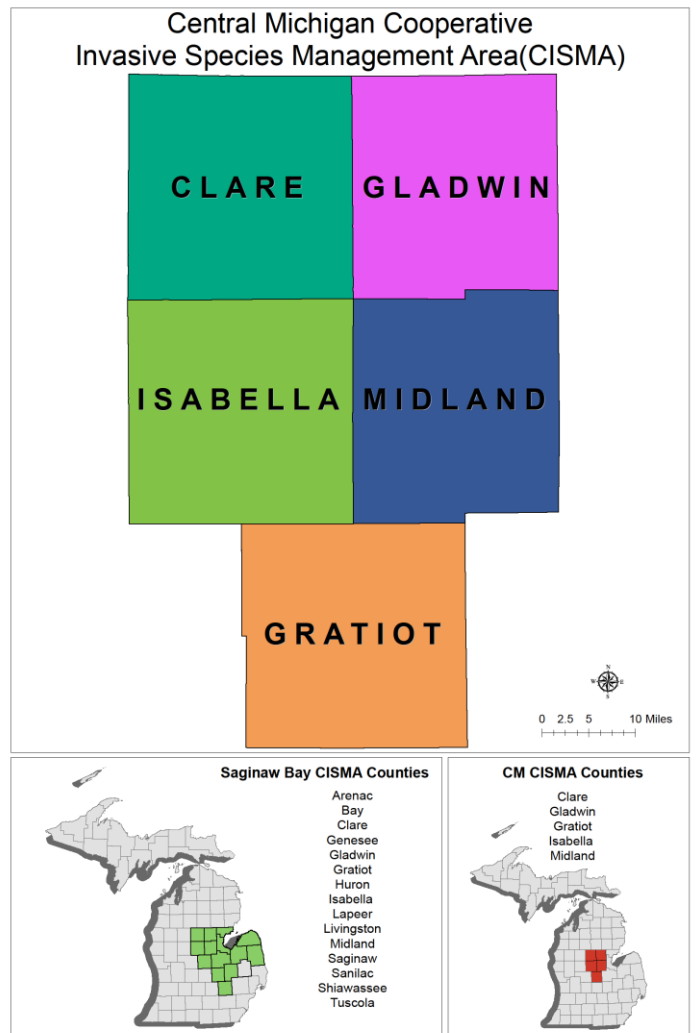 Central Michigan Cooperative
Invasive Species Management Area(CISMA)
CLARE
GLADWIN
ISABELLA
MIDLAND
GRATIOT
N
W E
S
0 2.5 5 10 Miles
Saginaw Bay CISMA Counties
Arenac
Bay
Clare
Genesee
Gladwin
Gratiot
Huron
Isabella
Lapeer
Livingston
Midland
Saginaw
Sanilac
Shiawassee
Tuscola
CM CISMA Counties
Clare
Gladwin
Gratiot
Isabella
Midland